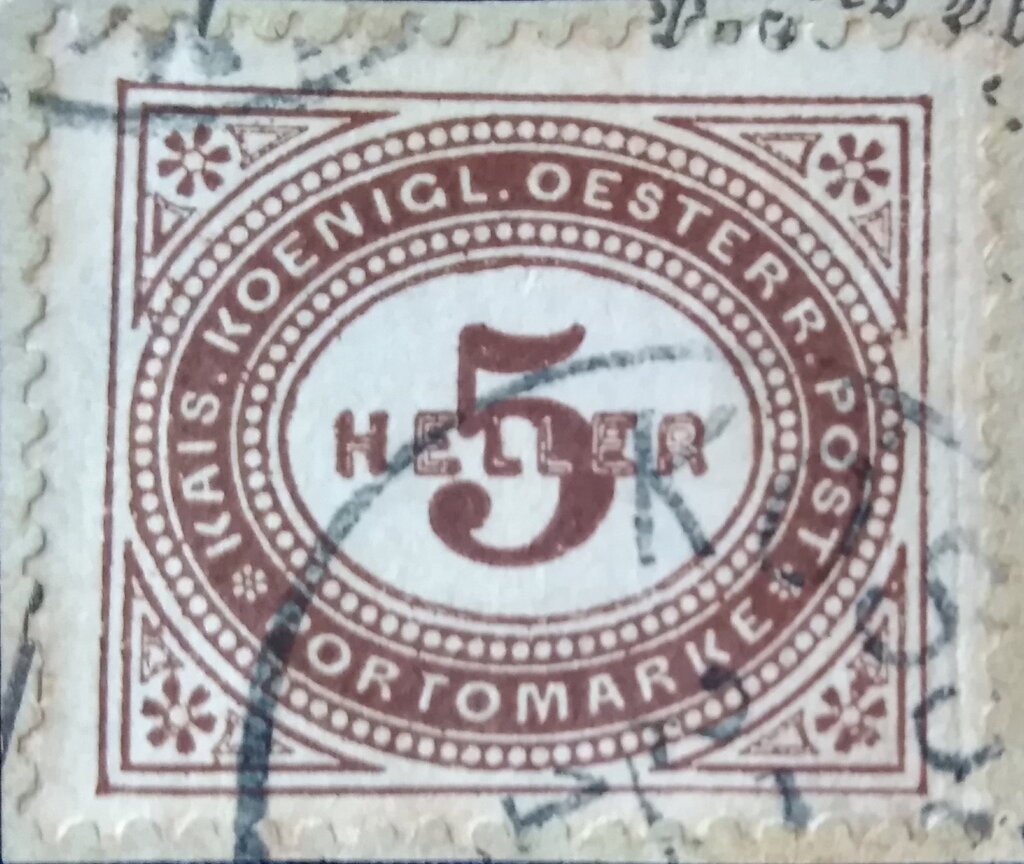 KAIS. KOENIGL. OESTERR. POST
5
HELLER
PORTOMARKE